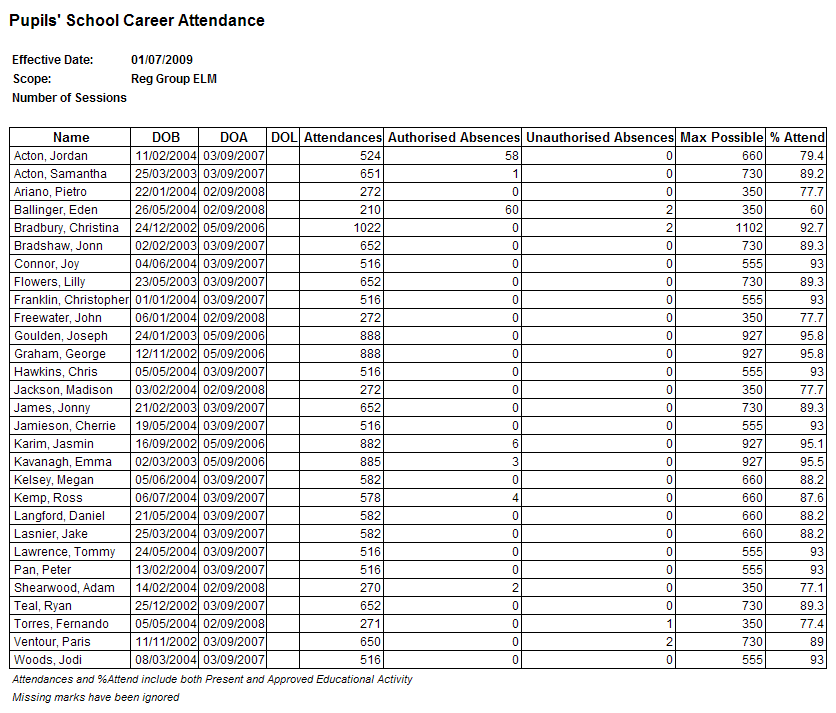 Pupils' School Career Attendance
Effective Date: 01/07/2009
Scope: Reg Group ELM
Number of Sessions
Name DOB DOA DOL Attendances Authorised Absences Unauthorised Absences Max Possible % Attend
Acton, Jordan 11/02/2004 03/09/2007 524 58 0 660 79.4
Acton, Samantha 25/03/2003 03/09/2007 651 1 0 730 89.2
Ariano, Pietro 22/01/2004 02/09/2008 272 0 0 350 77.7
Ballinger, Eden 26/05/2004 02/09/2008 210 60 2 350 60
Bradbury, Christina 24/12/2002 05/09/2006 1022 0 2 1102 92.7
Bradshaw, Jonn 02/02/2003 03/09/2007 652 0 0 730 89.3
Connor, Joy 04/06/2004 03/09/2007 516 0 0 555 93
Flowers, Lilly 23/05/2003 03/09/2007 652 0 0 730 89.3
Franklin, Christopher 01/01/2004 03/09/2007 516 0 0 555 93
Freewater, John 06/01/2004 02/09/2008 272 0 0 350 77.7
Goulden, Joseph 24/01/2003 05/09/2006 888 0 0 927 95.8
Graham, George 12/11/2002 05/09/2006 888 0 0 927 95.8
Hawkins, Chris 05/05/2004 03/09/2007 516 0 0 555 93
Jackson, Madison 03/02/2004 02/09/2008 272 0 0 350 77.7
James, Jonny 21/02/2003 03/09/2007 652 0 0 730 89.3
Jamieson, Cherrie 19/05/2004 03/09/2007 516 0 0 555 93
Karim, Jasmin 16/09/2002 05/09/2006 882 6 0 927 95.1
Kavanagh, Emma 02/03/2003 05/09/2006 885 3 0 927 95.5
Kelsey, Megan 05/06/2004 03/09/2007 582 0 0 660 88.2
Kemp, Ross 06/07/2004 03/09/2007 578 4 0 660 87.6
Langford, Daniel 21/05/2004 03/09/2007 582 0 0 660 88.2
Lasnier, Jake 25/03/2004 03/09/2007 582 0 0 660 88.2
Lawrence, Tommy 24/05/2004 03/09/2007 516 0 0 555 93
Pan, Peter 13/02/2004 03/09/2007 516 0 0 555 93
Shearwood, Adam 14/02/2004 02/09/2008 270 2 0 350 77.1
Teal, Ryan 25/12/2002 03/09/2007 652 0 0 730 89.3
Torres, Fernando 05/05/2004 02/09/2008 271 0 1 350 77.4
Ventour, Paris 11/11/2002 03/09/2007 650 0 2 730 89
Woods, Jodi 08/03/2004 03/09/2007 516 0 0 555 93
Attendances and %Attend include both Present and Approved Educational Activity
Missing marks have been ignored